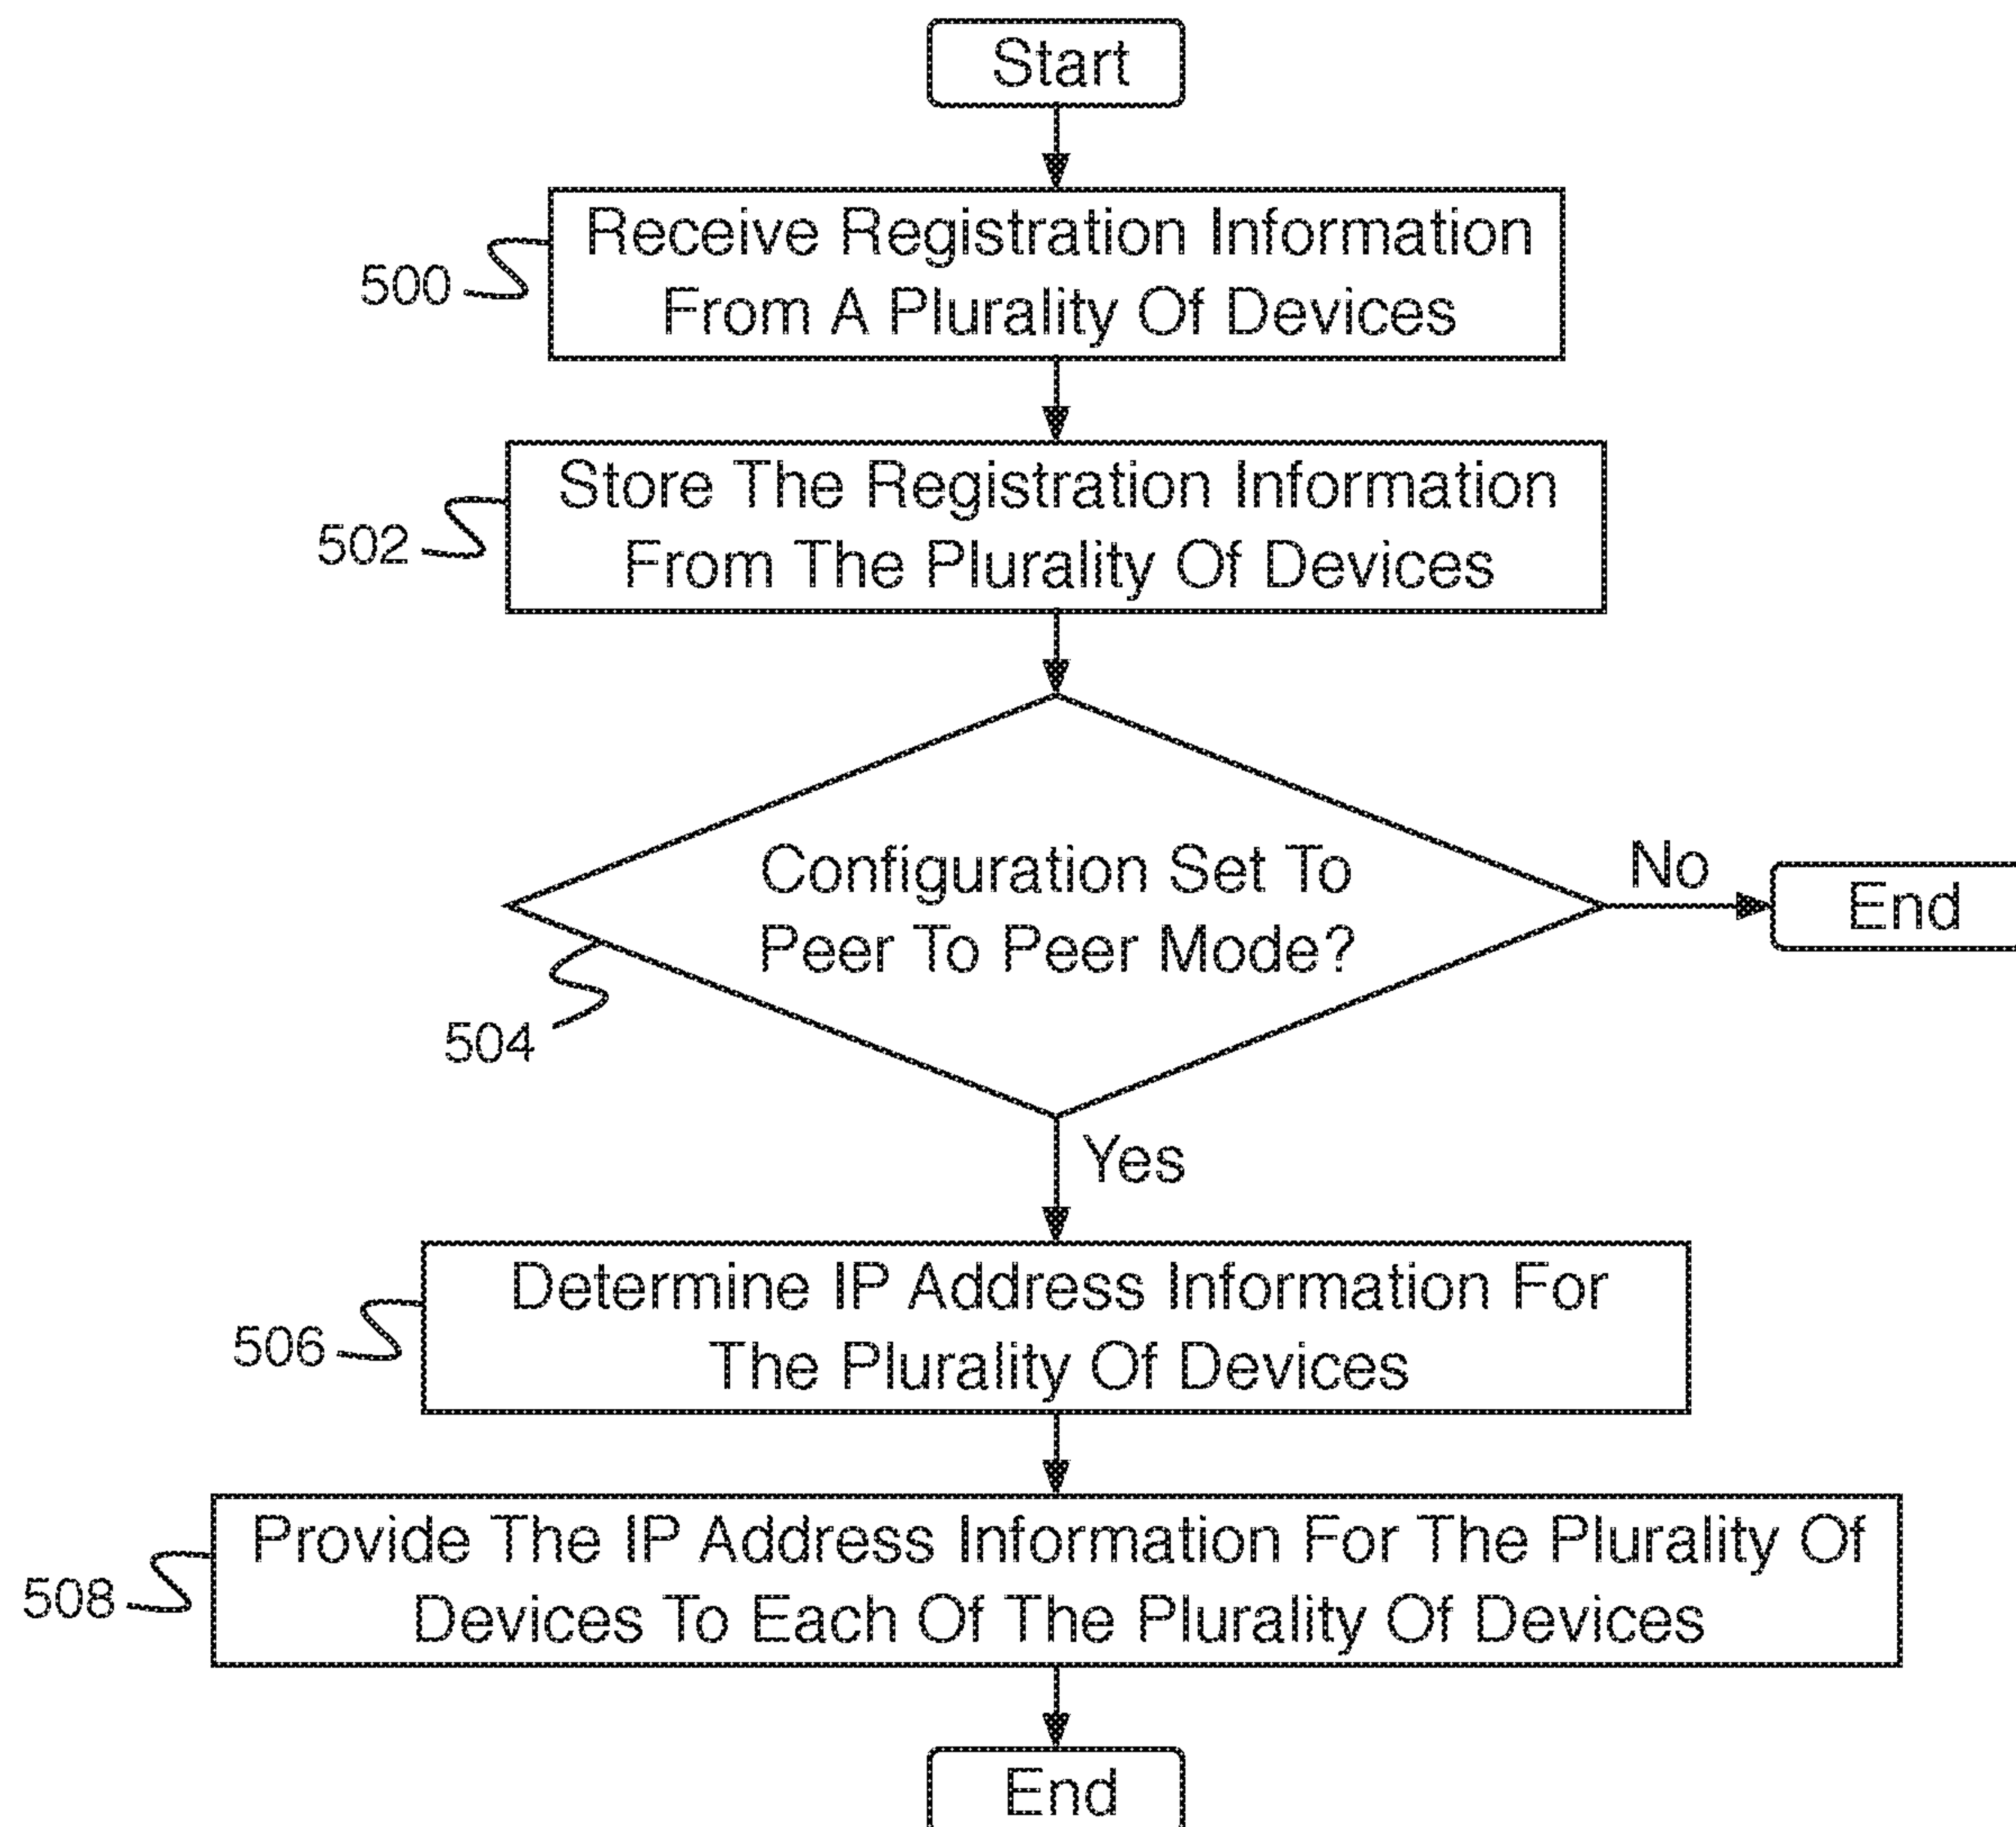 Start
Receive Registration Information
From A Plurality Of Devices
500
Store The Registration Information
From The Plurality Of Devices
502
Configuration Set To
Peer To Peer Mode?
504
No
End
Yes
Determine IP Address Information For
The Plurality Of Devices
506
Provide The IP Address Information For The Plurality Of
Devices To Each Of The Plurality Of Devices
508
End